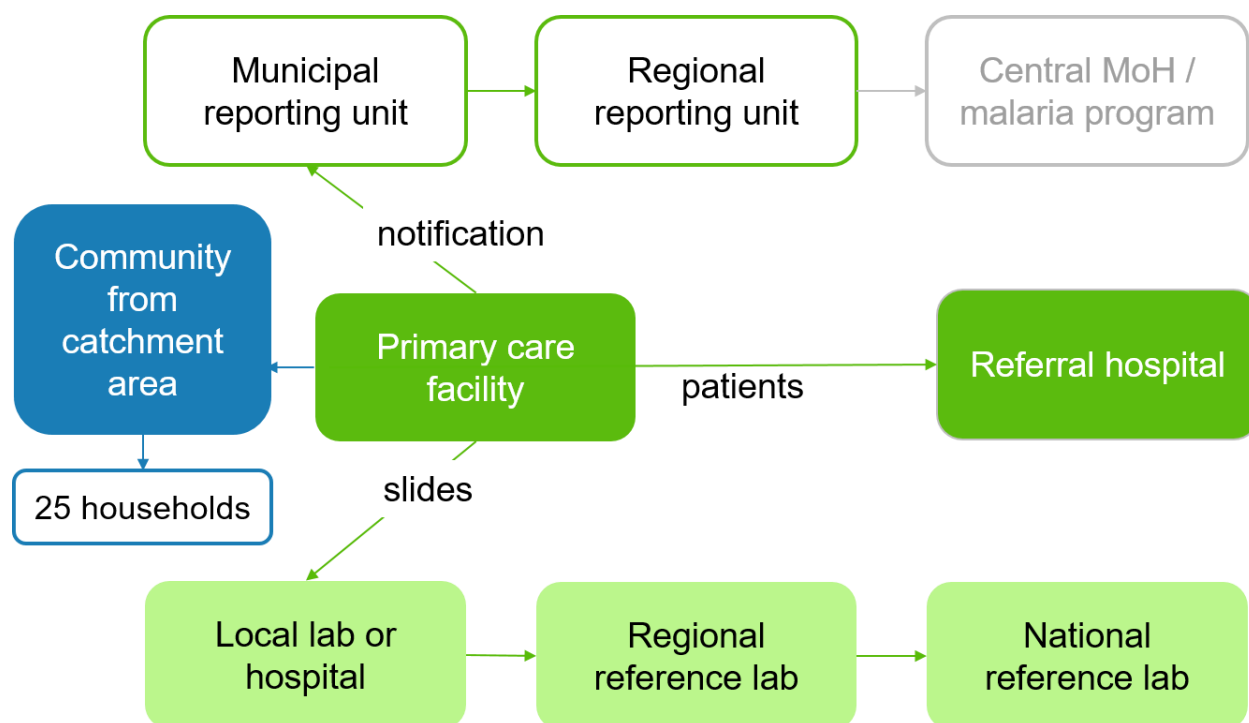 Municipal
reporting unit
Regional
reporting unit
Central MoH /
malaria program
notification
Community
from
catchment
area
Primary care
facility
patients
Referral hospital
25 households
slides
Local lab or
hospital
Regional
reference lab
National
reference lab